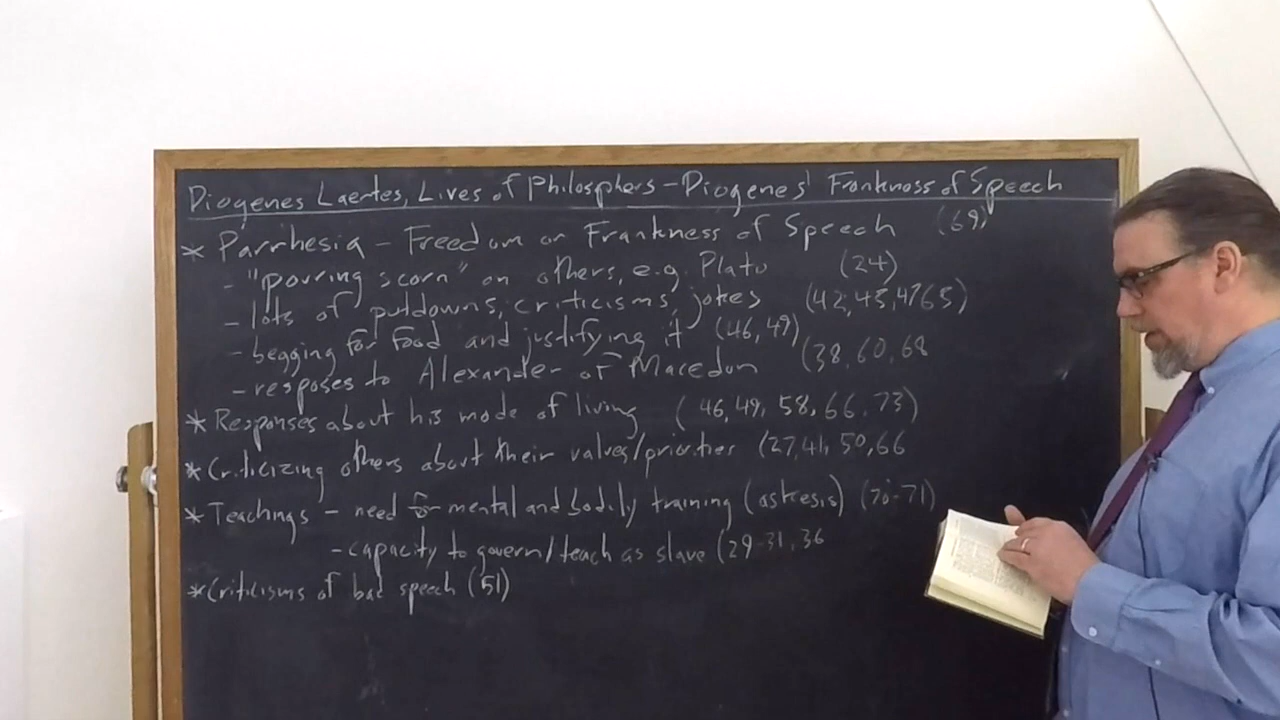 Diogenes Laertes, Lives of Philosphers - Diogenes' Frankness of Speech
* Parrhesia - Freedom or Frankness of Speech (69)
- "pouring scorn" on others, e.g. Plato (24)
- lots of putdowns, criticisms, jokes (42, 45, 47 65)
- begging for food and justifying it (46, 49)
- resposes to Alexander of Macedon (38, 60, 68
* Responses about his mode of living (46, 49, 58, 66, 73)
* Criticizing others about their values/priorities (27, 41, 50, 66
* Teachings - need for mental and bodily training (askesis) (70-71)
- capacity to govern/teach as slave (29-31, 36
* Criticisms of bad speech (51)